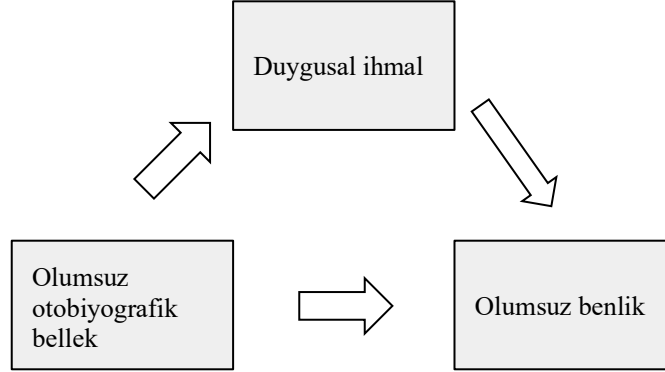 Duygusal ihmal
Olumsuz
otobiyografik
bellek
Olumsuz benlik